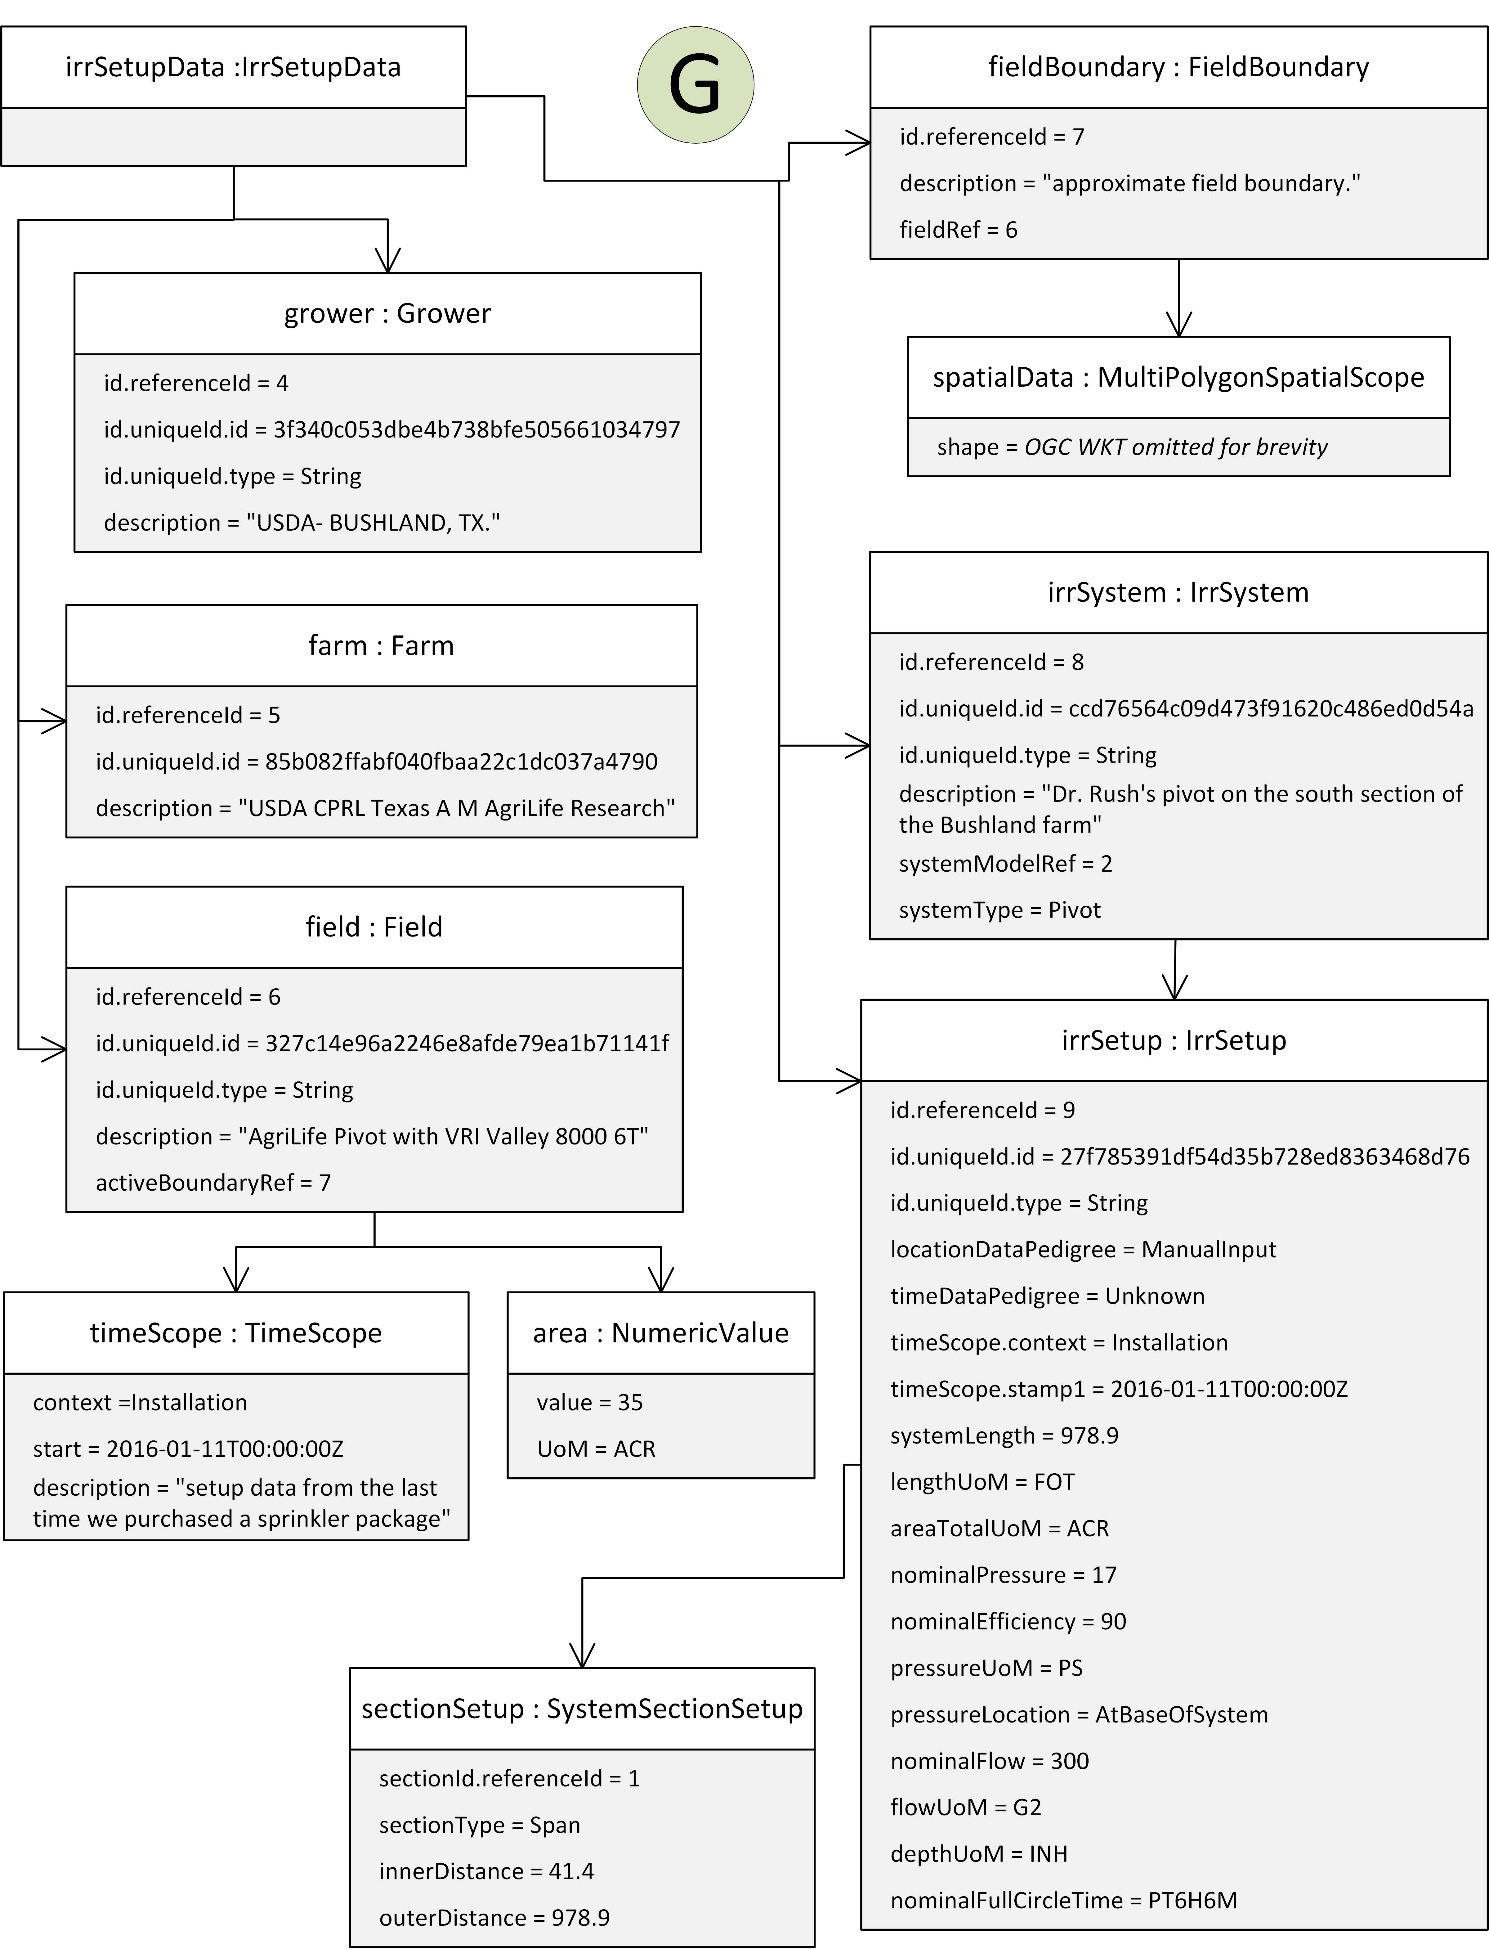 irrSetupData :IrrSetupData
G
grower : Grower
id.referenceId = 4
id.uniqueId.id = 3f340c053dbe4b738bfe505661034797
id.uniqueId.type = String
description = "USDA- BUSHLAND, TX."
farm : Farm
id.referenceId = 5
id.uniqueId.id = 85b082ffabf040fbaa22c1dc037a4790
description = "USDA CPRL Texas A M AgriLife Research"
field : Field
id.referenceId = 6
id.uniqueId.id = 327c14e96a2246e8afde79ea1b71141f
id.uniqueId.type = String
description = "AgriLife Pivot with VRI Valley 8000 6T"
activeBoundaryRef = 7
timeScope : TimeScope
context =Installation
start = 2016-01-11T00:00:00Z
description = "setup data from the last
time we purchased a sprinkler package"
area : NumericValue
value = 35
UoM = ACR
fieldBoundary : FieldBoundary
id.referenceId = 7
description = "approximate field boundary."
fieldRef = 6
spatialData : MultiPolygonSpatialScope
shape = OGC WKT omitted for brevity
irrSystem : IrrSystem
id.referenceId = 8
id.uniqueId.id = ccd76564c09d473f91620c486ed0d54a
id.uniqueId.type = String
description = "Dr. Rush's pivot on the south section of
the Bushland farm"
systemModelRef = 2
systemType = Pivot
irrSetup : IrrSetup
id.referenceId = 9
id.uniqueId.id = 27f785391df54d35b728ed8363468d76
id.uniqueId.type = String
locationDataPedigree = ManualInput
timeDataPedigree = Unknown
timeScope.context = Installation
timeScope.stamp1 = 2016-01-11T00:00:00Z
systemLength = 978.9
lengthUoM = FOT
areaTotalUoM = ACR
nominalPressure = 17
nominalEfficiency = 90
pressureUoM = PS
pressureLocation = AtBaseOfSystem
nominalFlow = 300
flowUoM = G2
depthUoM = INH
nominalFullCircleTime = PT6H6M
sectionSetup : SystemSectionSetup
sectionId.referenceId = 1
sectionType = Span
innerDistance = 41.4
outerDistance = 978.9